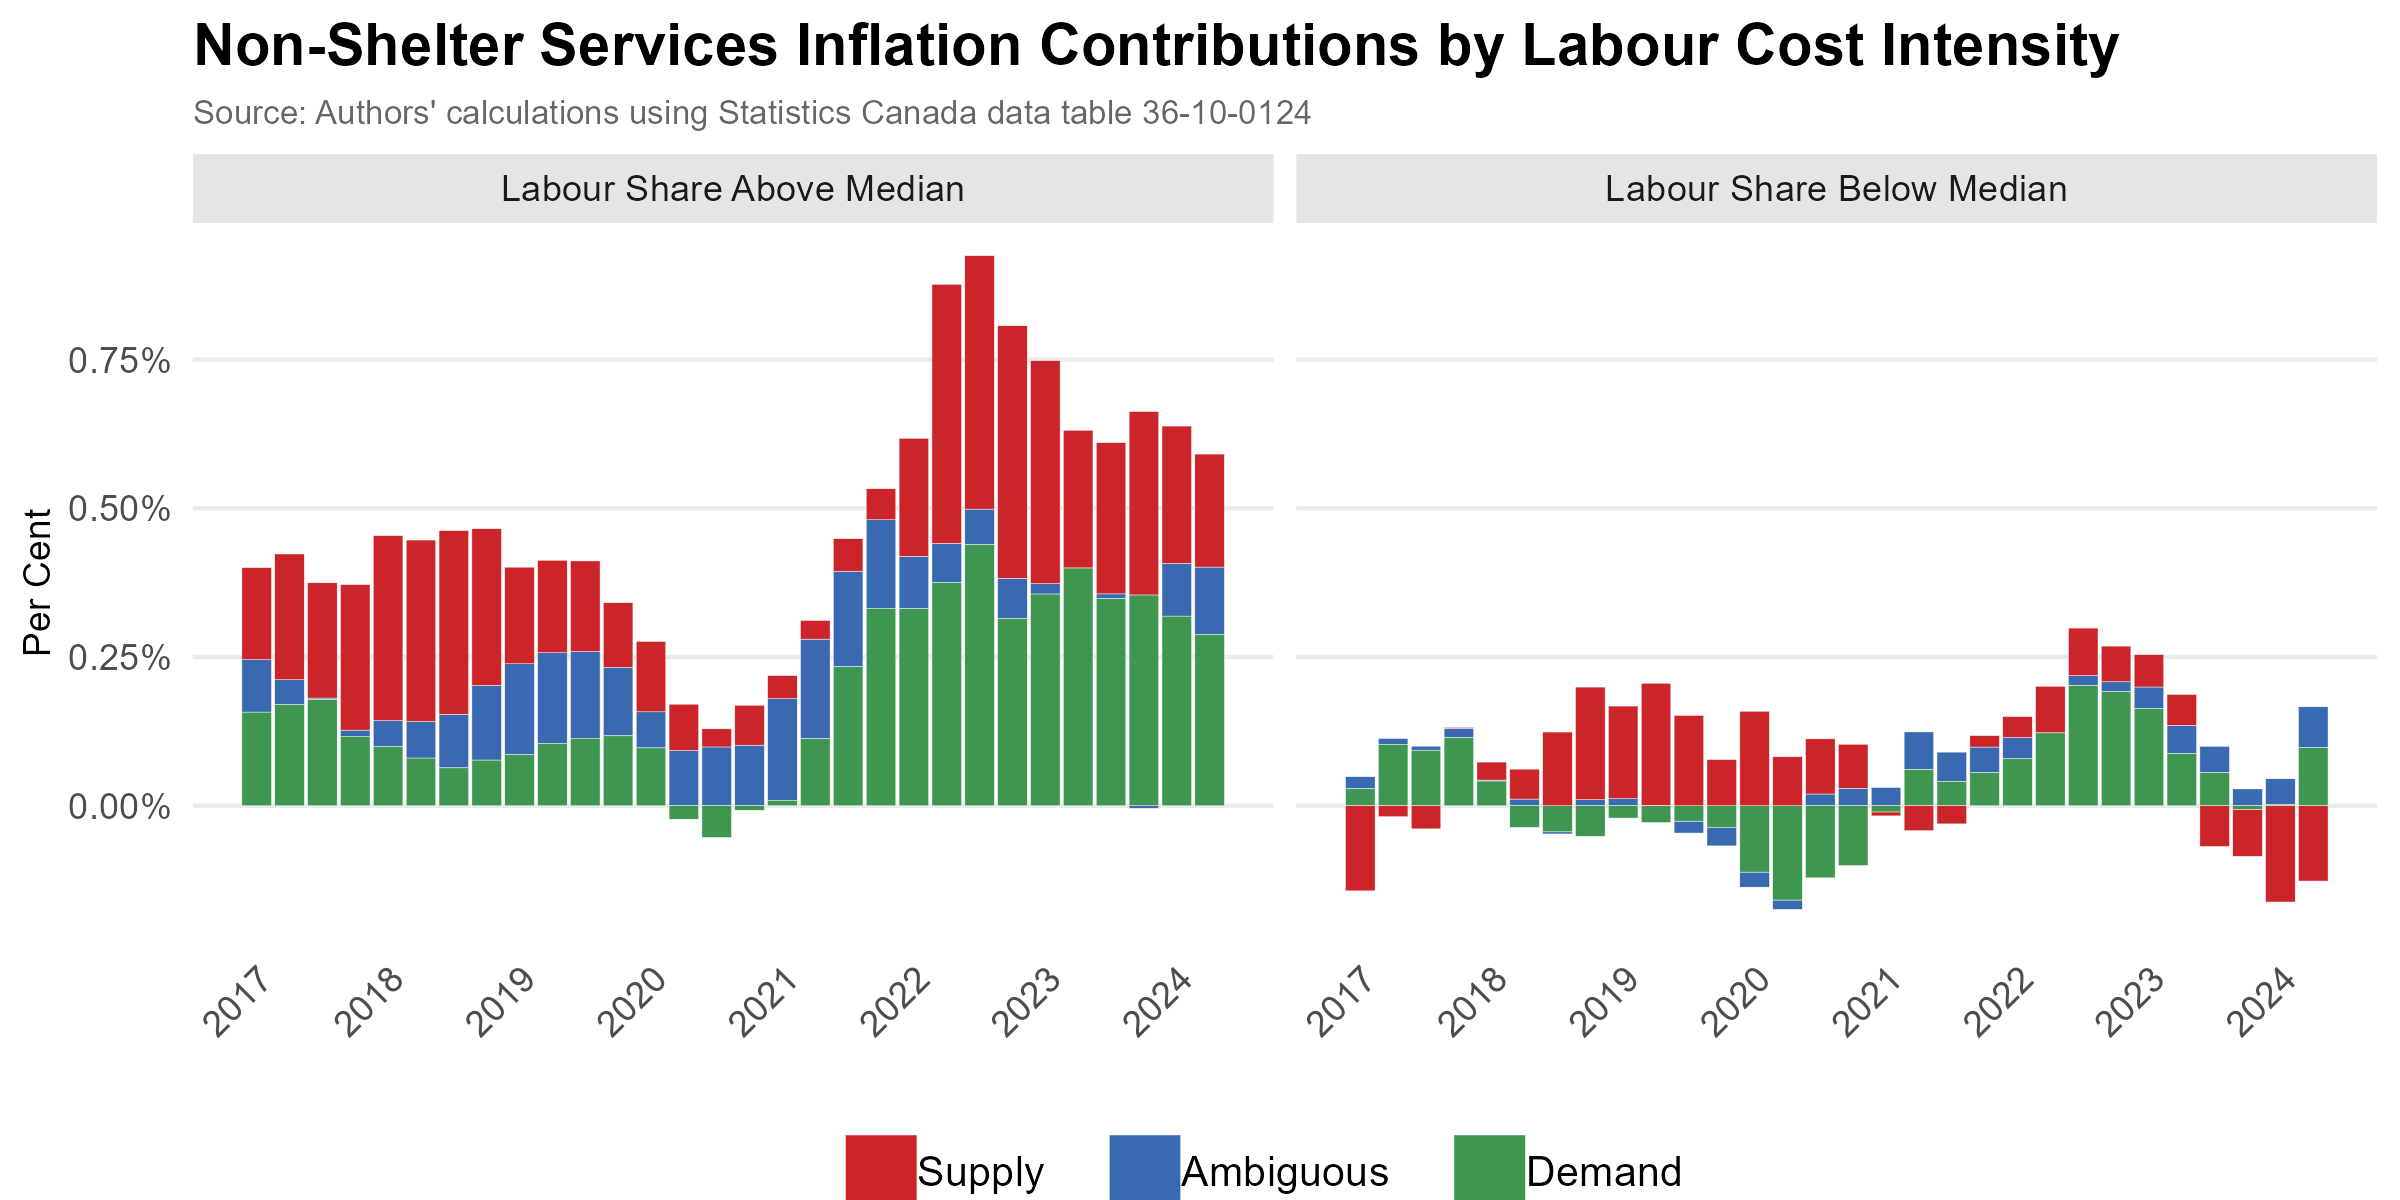 Non-Shelter Services Inflation Contributions by Labour Cost Intensity
Source: Authors' calculations using Statistics Canada data table 36-10-0124
Labour Share Above Median
Labour Share Below Median
Per Cent
0.75%
0.50%
0.25%
0.00%
2017
2018
2019
2020
2021
2022
2023
2024
2017
2018
2019
2020
2021
2022
2023
2024
Supply
Ambiguous
Demand